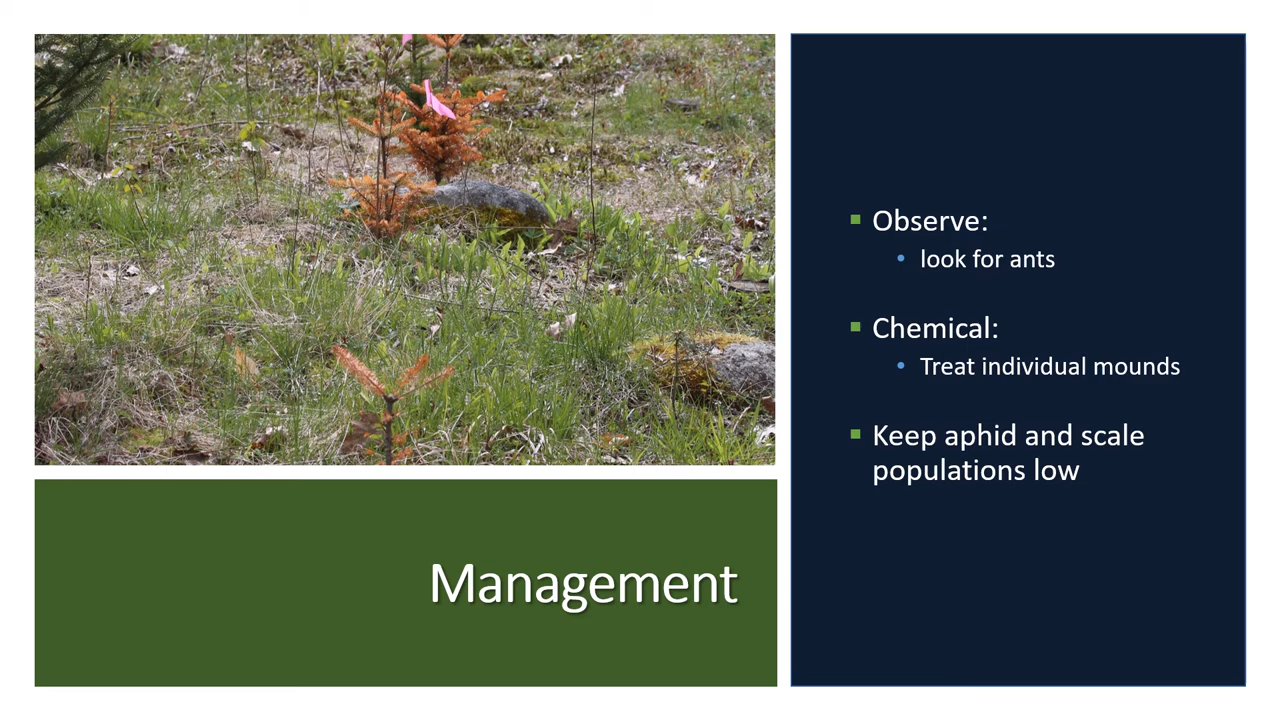 Management
Observe:
look for ants
Chemical:
Treat individual mounds
Keep aphid and scale
populations low